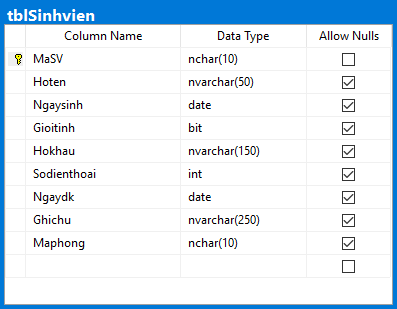 tblSinhvien
Column Name Data Type Allow Nulls
MaSV nchar(10)
Hoten nvarchar(50)
Ngaysinh date
Gioitinh bit
Hokhau nvarchar(150)
Sodienthoai int
Ngaydk date
Ghichu nvarchar(250)
Maphong nchar(10)